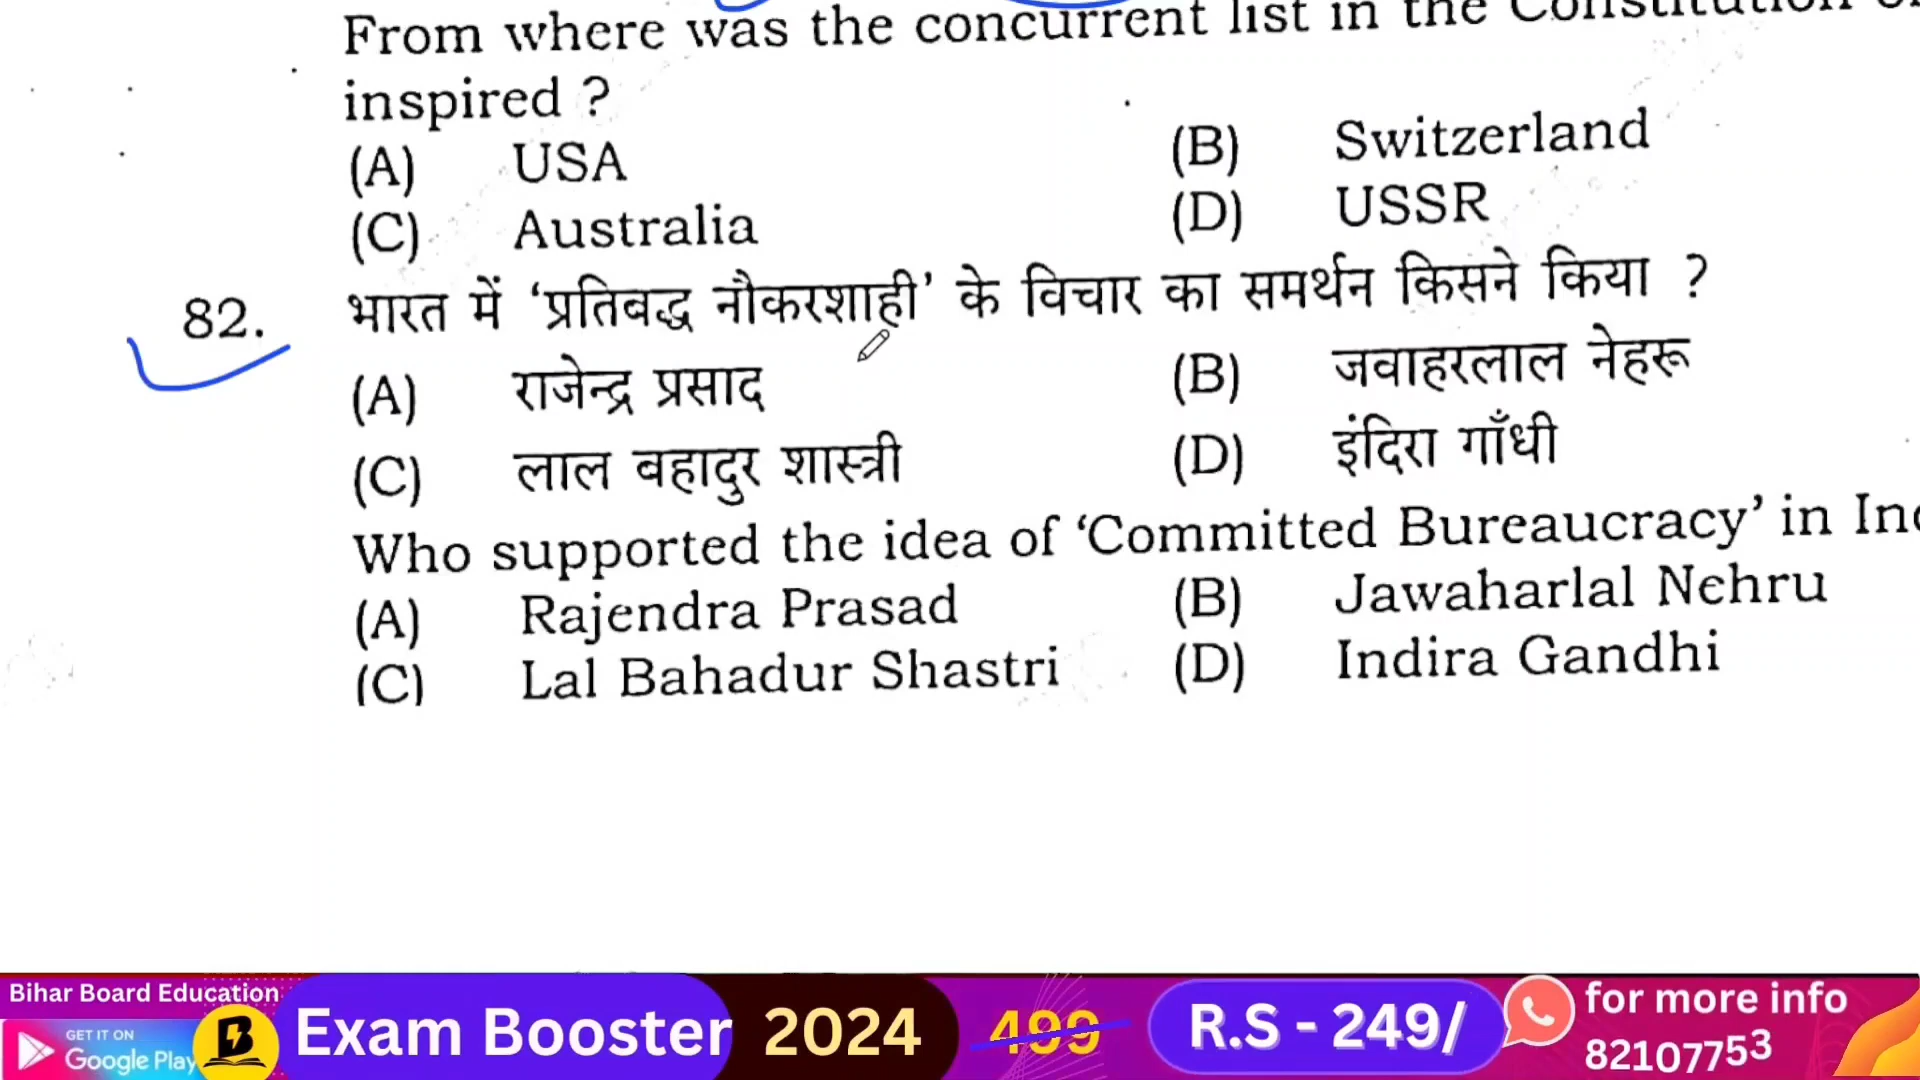 From where was the concurrent list in the Constitution
inspired ?
(A) USA (B) Switzerland
(C) Australia (D) USSR
82. भारत में ‘प्रतिबद्ध नौकरशाही’ के विचार का समर्थन किसने किया ?
(A) राजेन्द्र प्रसाद (B) जवाहरलाल नेहरू
(C) लाल बहादुर शास्त्री (D) इंदिरा गाँधी
Who supported the idea of ‘Committed Bureaucracy’ in
(A) Rajendra Prasad (B) Jawaharlal Nehru
(C) Lal Bahadur Shastri (D) Indira Gandhi
Bihar Board Education
GET IT ON
Google Play
Exam Booster 2024 499 R.S - 249/
for more info
82107753